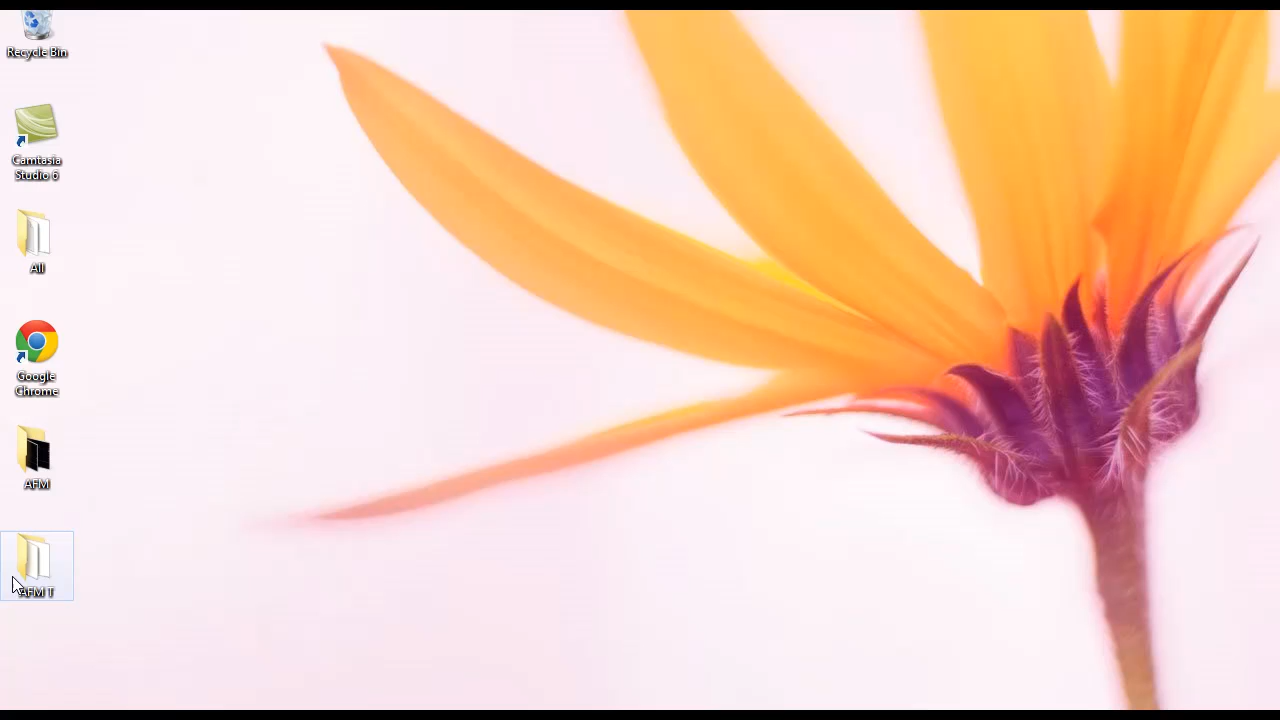 Recycle Bin
Camtasia
Studio 6
All
Google
Chrome
AFM
AFM T